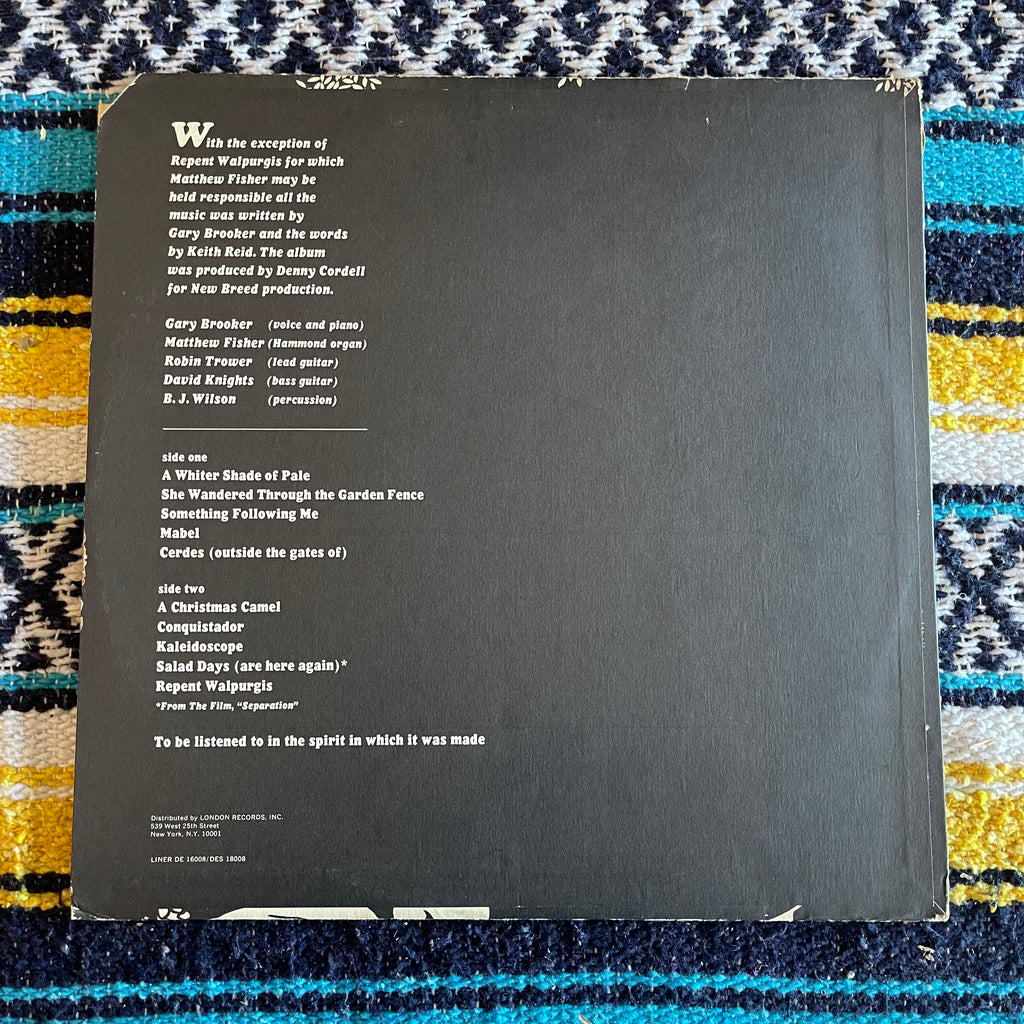 With the exception of
Repent Walpurgis for which
Matthew Fisher may be
held responsible all the
music was written by
Gary Brooker and the words
by Keith Reid. The album
was produced by Denny Cordell
for New Breed production.
Gary Brooker (voice and piano)
Matthew Fisher (Hammond organ)
Robin Trower (lead guitar)
David Knights (bass guitar)
B. J. Wilson (percussion)
side one
A Whiter Shade of Pale
She Wandered Through the Garden Fence
Something Following Me
Mabel
Cerdes (outside the gates of)
side two
A Christmas Camel
Conquistador
Kaleidoscope
Salad Days (are here again)*
Repent Walpurgis
*From The Film, "Separation"
To be listened to in the spirit in which it was made
Distributed by LONDON RECORDS, INC.
539 West 25th Street
New York, N.Y. 10001
LINER DE 16008/DES 18008